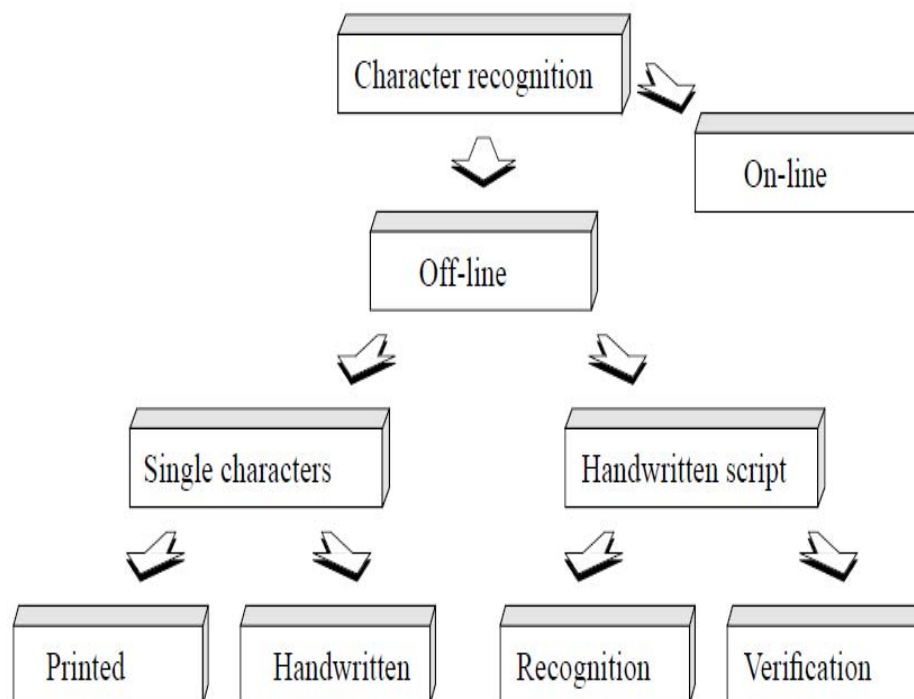 Character recognition
On-line
Off-line
Single characters
Handwritten script
Printed
Handwritten
Recognition
Verification